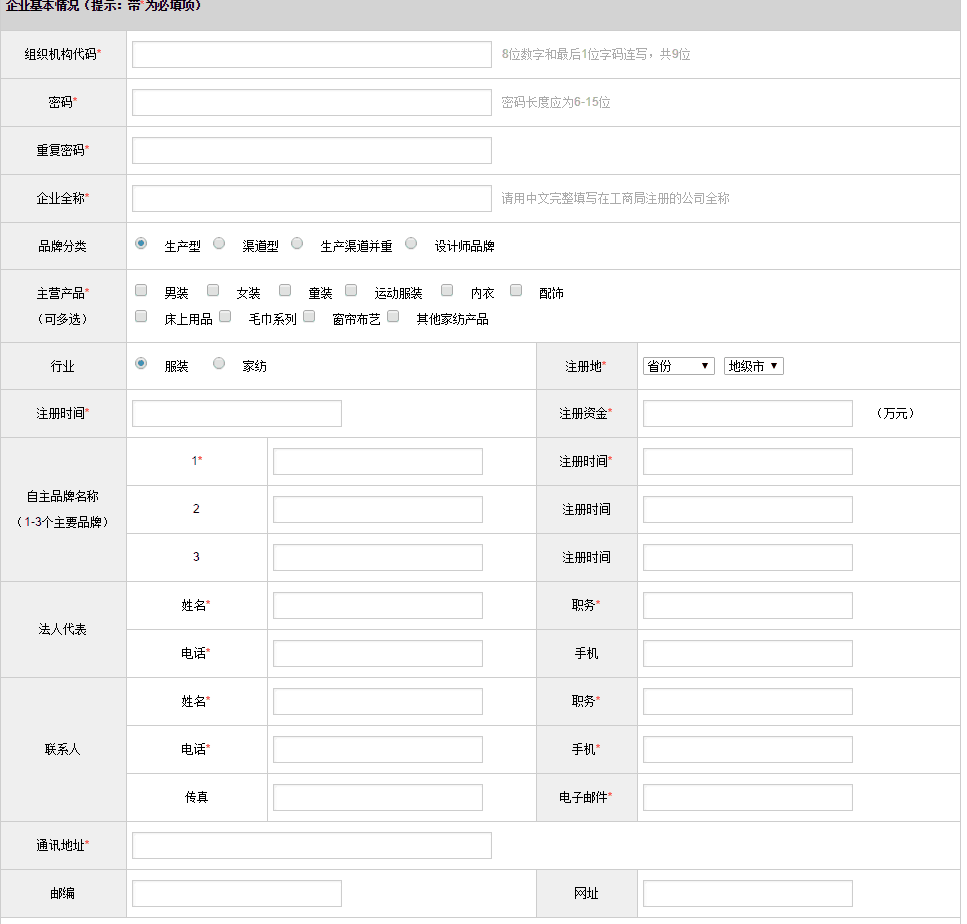 企业基本情况（提示：带*为必填项）
组织机构代码* 8位数字和最后1位字码连写，共9位
密码* 密码长度应为6-15位
重复密码*
企业全称* 请用中文完整填写在工商局注册的公司全称
品牌分类 生产型 渠道型 生产渠道并重 设计师品牌
主营产品* 男装 女装 童装 运动服装 内衣 配饰
（可多选） 床上用品 毛巾系列 窗帘布艺 其他家纺产品
行业 服装 家纺 注册地* 省份 地级市
注册时间* 注册资金* （万元）
自主品牌名称
（1-3个主要品牌）
1* 注册时间*
2 注册时间
3 注册时间
法人代表
姓名* 职务*
电话* 手机
联系人
姓名* 职务*
电话* 手机*
传真 电子邮件*
通讯地址*
邮编 网址